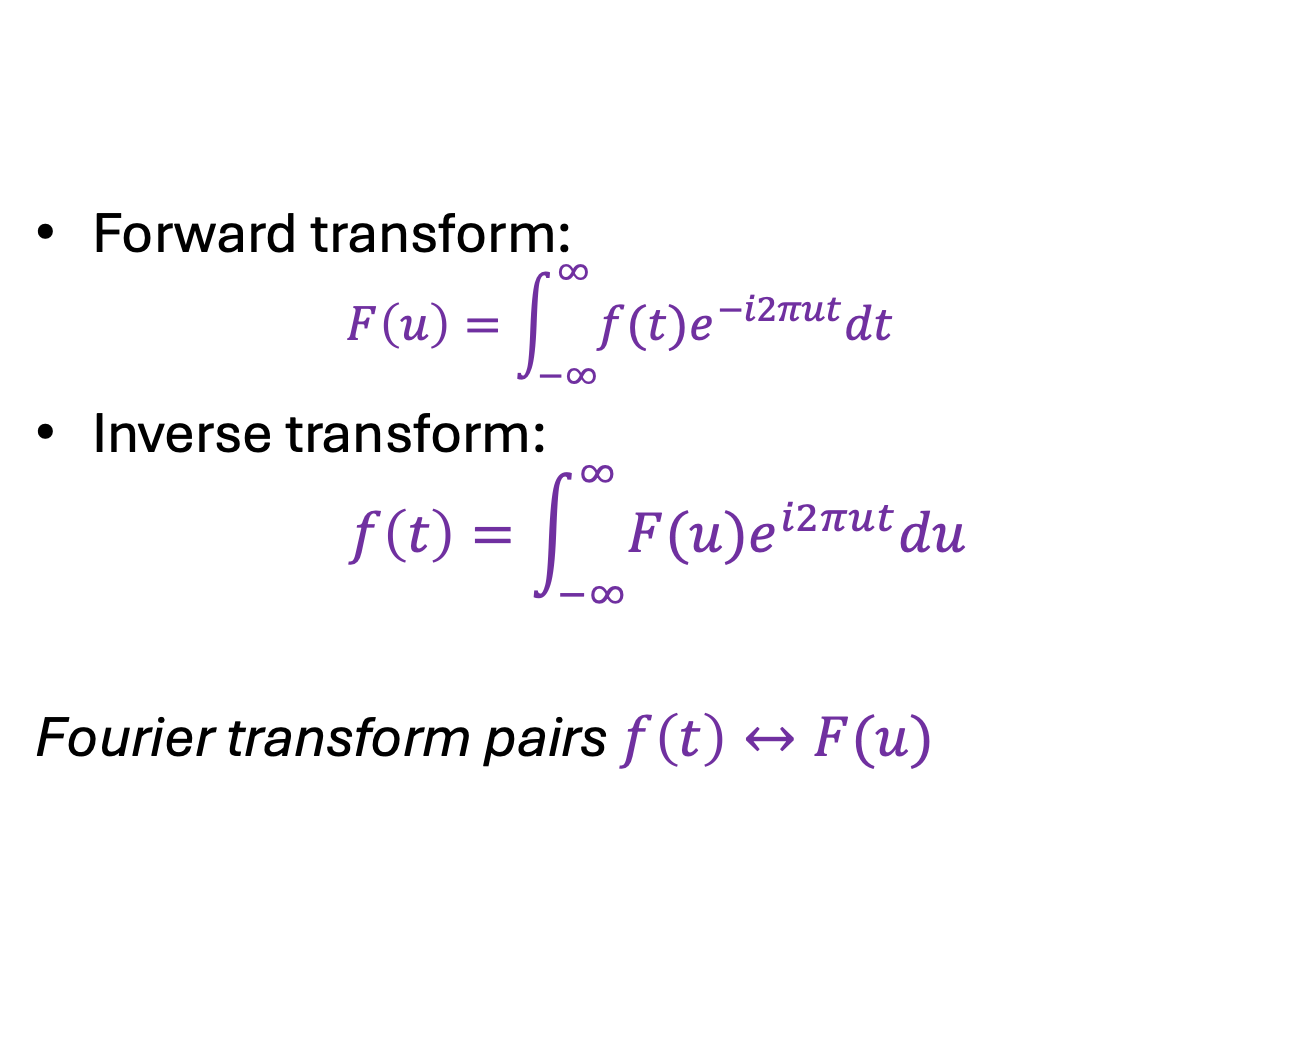 • Forward transform:
F(u) = ∫_{-∞}^{∞} f(t)e^{-i2πut}dt
• Inverse transform:
f(t) = ∫_{-∞}^{∞} F(u)e^{i2πut}du
Fourier transform pairs f(t) ↔ F(u)